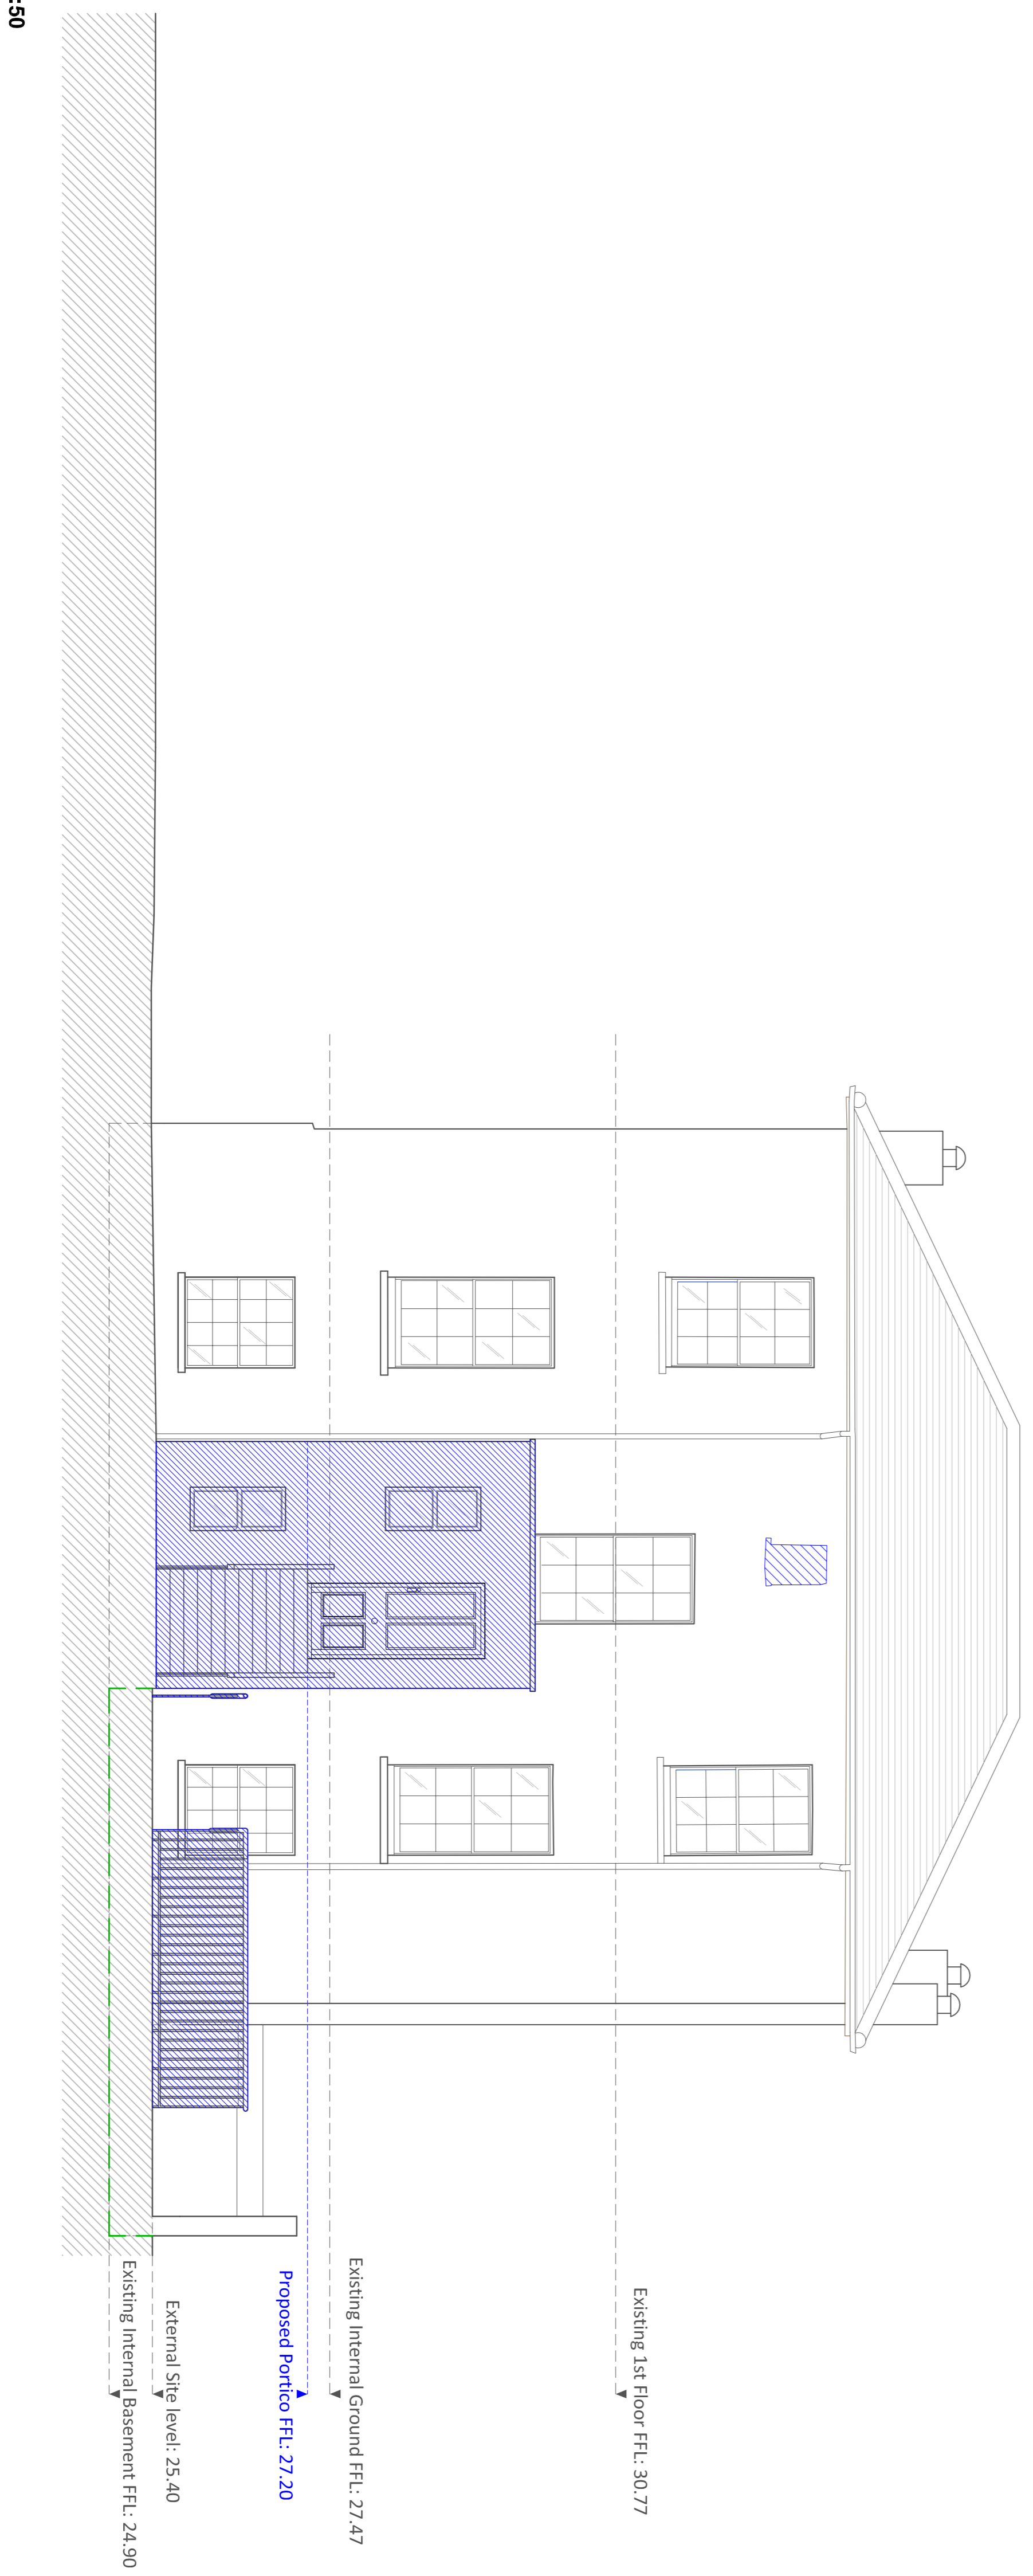 :50
Existing 1st Floor FFL: 30.77
Existing Internal Ground FFL: 27.47
Proposed Portico FFL: 27.20
External Site level: 25.40
Existing Internal Basement FFL: 24.90